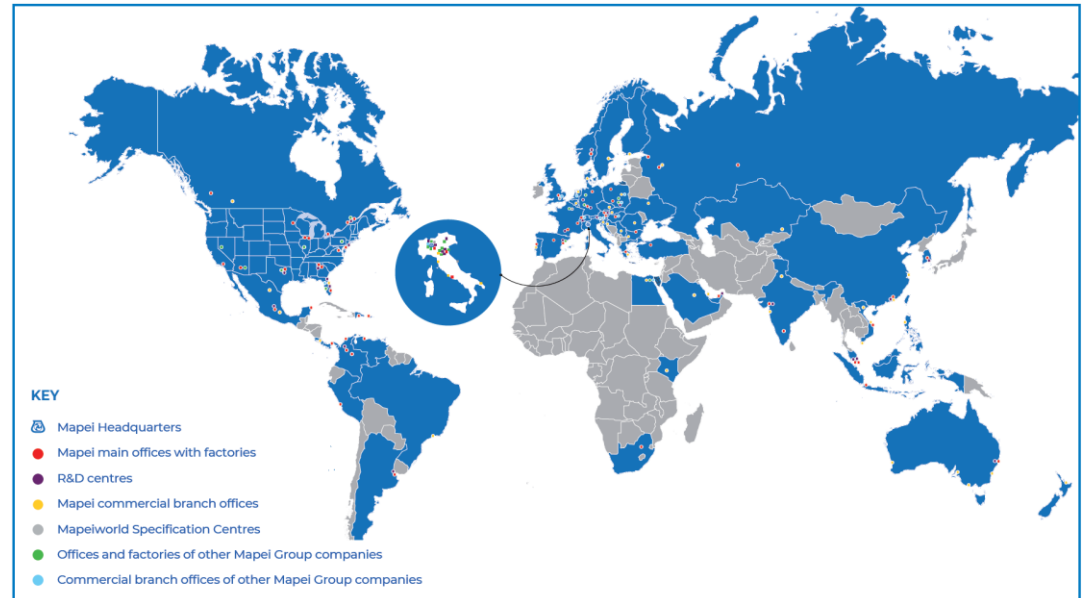 KEY
Mapei Headquarters
Mapei main offices with factories
R&D centres
Mapei commercial branch offices
Mapeiworld Specification Centres
Offices and factories of other Mapei Group companies
Commercial branch offices of other Mapei Group companies